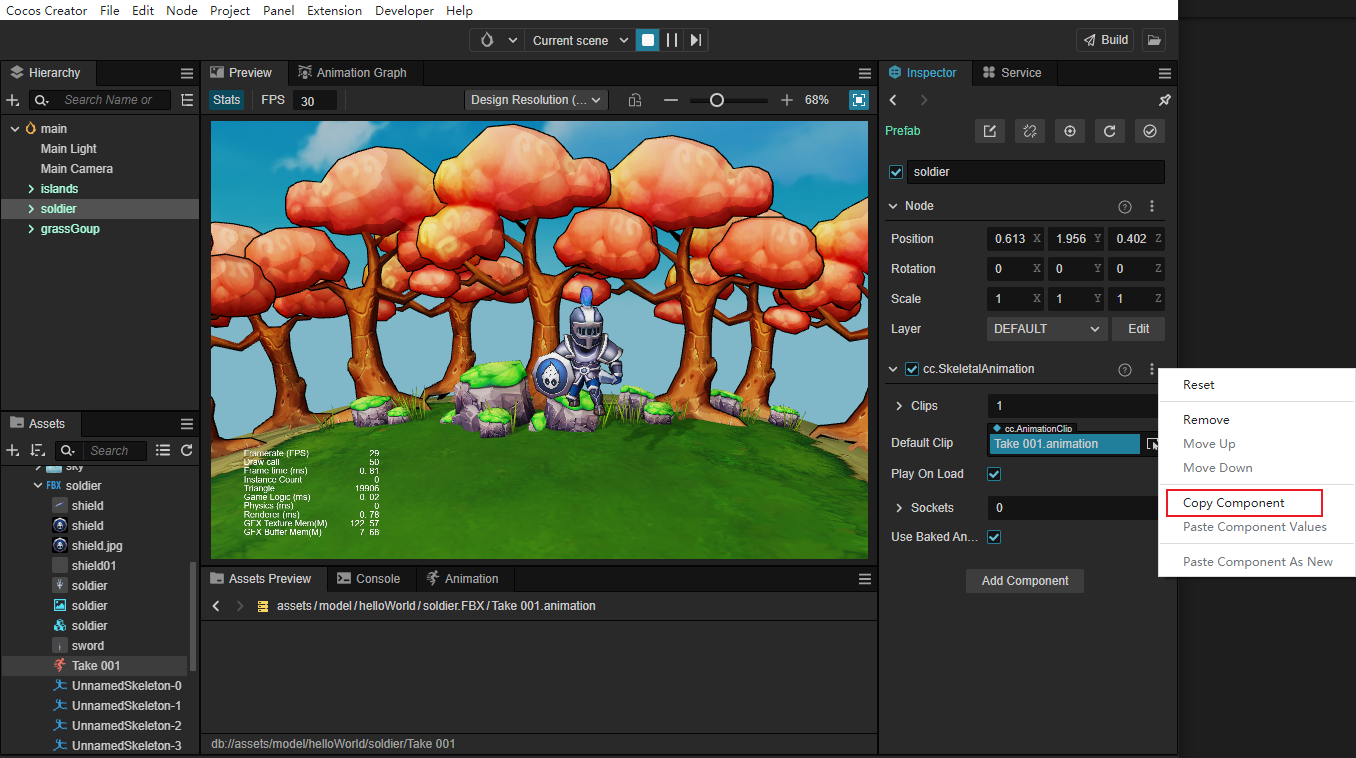 Cocos Creator File Edit Node Project Panel Extension Developer Help
Current scene
Build
Hierarchy
Search Name or
main
Main Light
Main Camera
islands
soldier
grassGoup
Assets
Search
sky
FBX soldier
shield
shield
shield.jpg
shield01
soldier
soldier
soldier
sword
Take 001
UnnamedSkeleton-0
UnnamedSkeleton-1
UnnamedSkeleton-2
UnnamedSkeleton-3
Preview Animation Graph
Stats FPS 30 Design Resolution (... 68%
Framerate (FPS) 29
Draw call 50
Frame time (ms) 0.81
Instance Count 0
Triangle 19906
Game Logic (ms) 0.02
Physics (ms) 0
Renderer (ms) 0.78
GFX Texture Mem(M) 122.57
GFX Buffer Mem(M) 7.68
Assets Preview Console Animation
assets / model / helloWorld / soldier.FBX / Take 001.animation
db://assets/model/helloWorld/soldier/Take 001
Inspector Service
Prefab
soldier
Node ?
Position 0.613 X 1.956 Y 0.402 Z
Rotation 0 X 0 Y 0 Z
Scale 1 X 1 Y 1 Z
Layer DEFAULT Edit
cc.SkeletalAnimation ?
Clips 1
cc.AnimationClip
Default Clip Take 001.animation
Play On Load
Sockets 0
Use Baked An...
Add Component
Reset
Remove
Move Up
Move Down
Copy Component
Paste Component Values
Paste Component As New